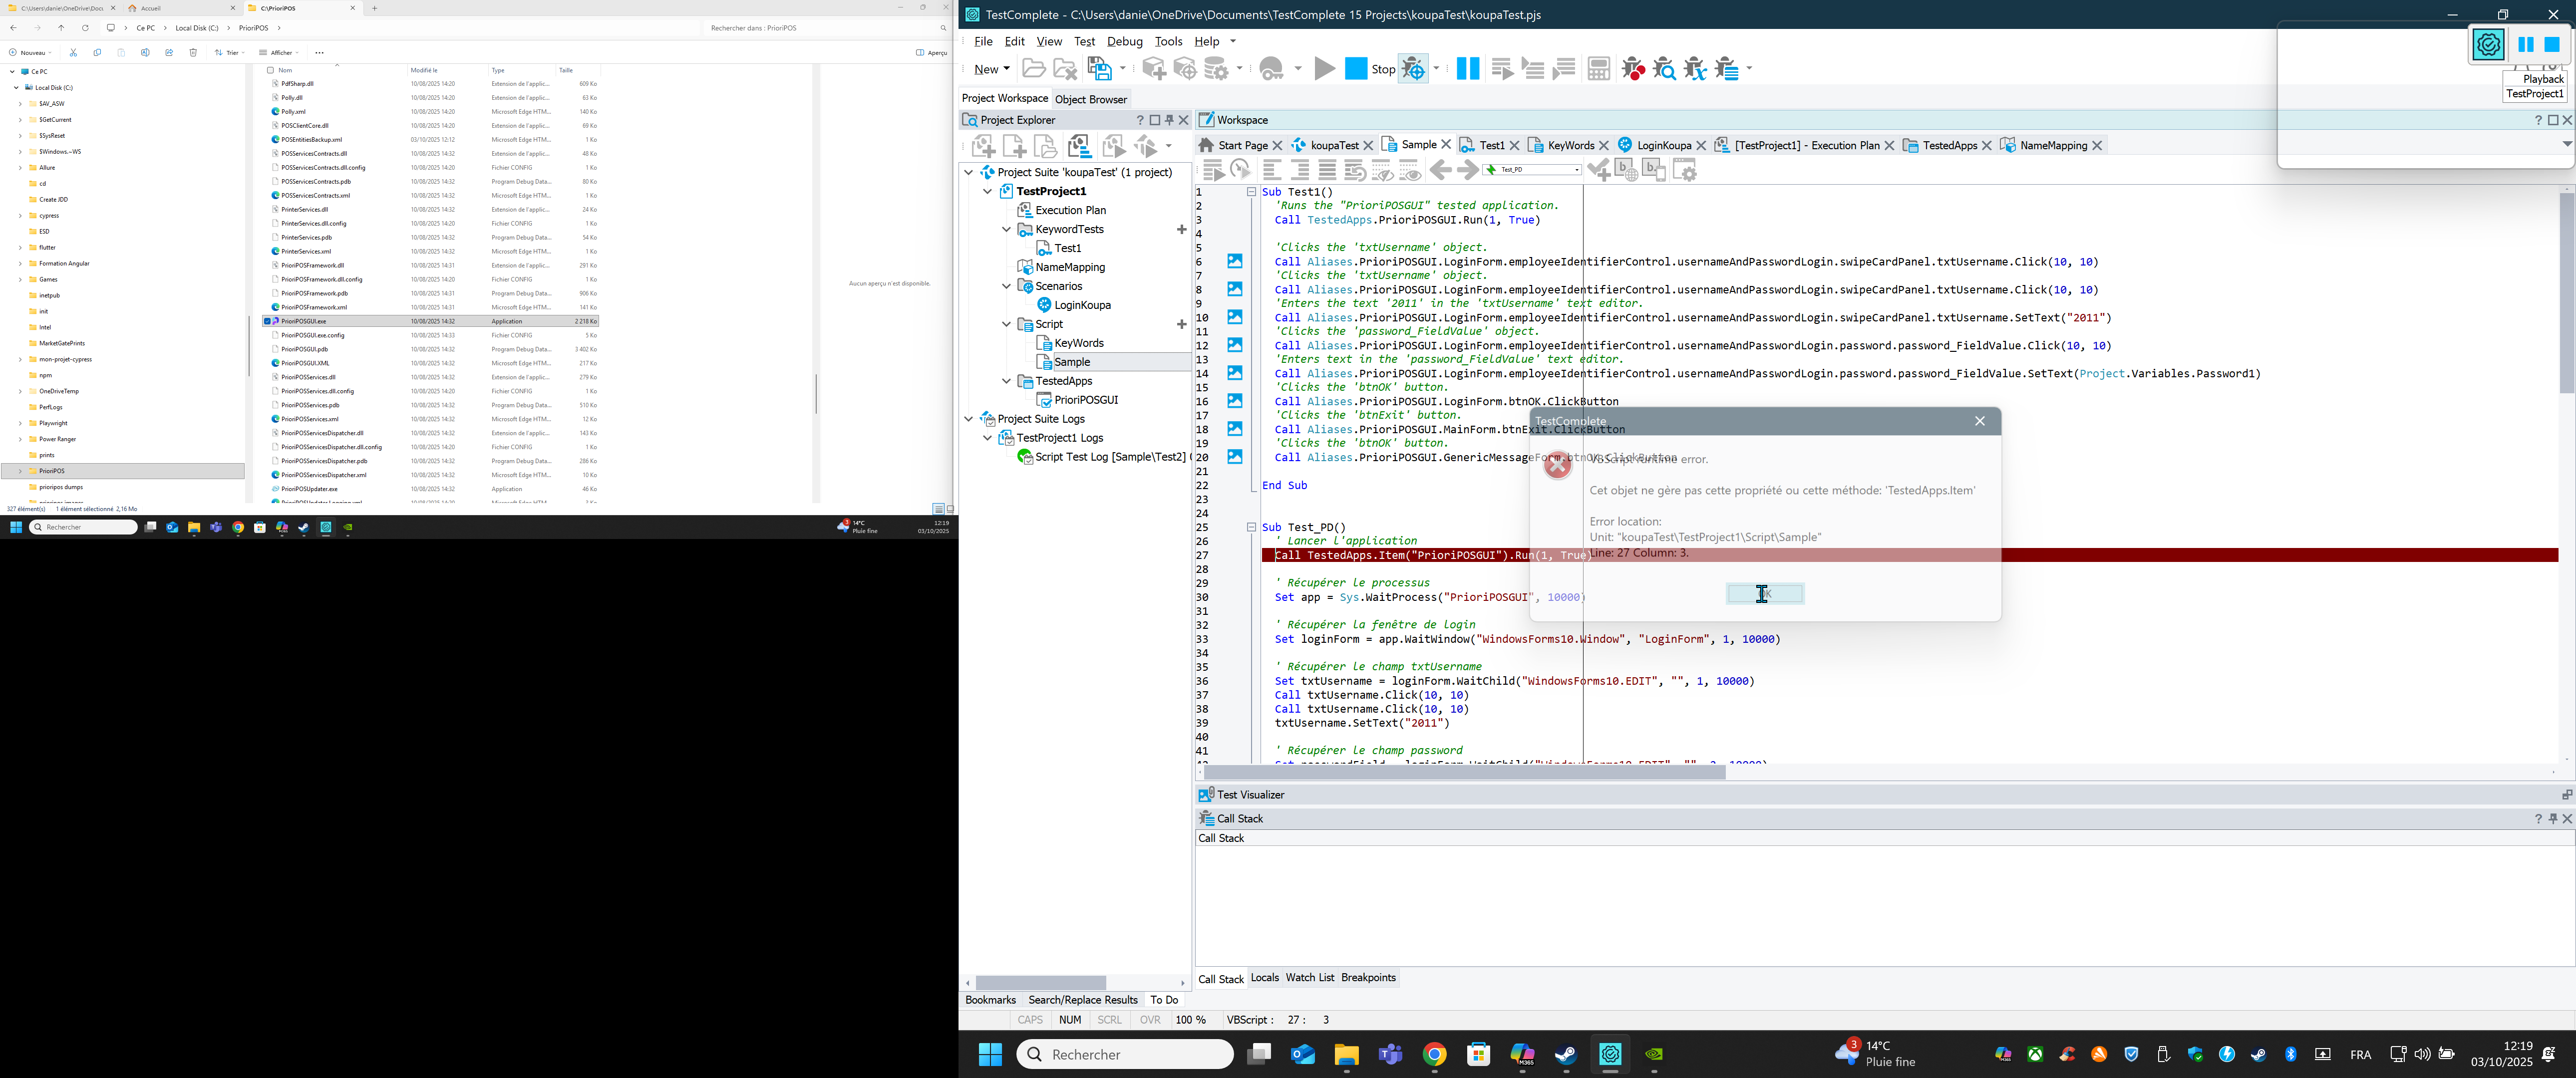 C:\Users\danie\OneDrive\Docu
Accueil
C:\PrioriPOS
Ce PC > Local Disk (C:) > PrioriPOS >
Rechercher dans : PrioriPOS
Nouveau
Trier
Afficher
Aperçu
Ce PC
Local Disk (C:)
$AV_ASW
$GetCurrent
$SysReset
$Windows.~WS
Allure
cd
Create JDD
cypress
ESD
flutter
Formation Angular
Games
inetpub
init
Intel
MarketGatePrints
mon-projet-cypress
npm
OneDriveTemp
PerfLogs
Playwright
Power Ranger
prints
PrioriPOS
prioripos dumps
Nom Modifié le Type Taille
PdfSharp.dll 10/08/2025 14:20 Extension de l'applic... 609 Ko
Polly.dll 10/08/2025 14:20 Extension de l'applic... 63 Ko
Polly.xml 10/08/2025 14:20 Microsoft Edge HTM... 140 Ko
POSClientCore.dll 10/08/2025 14:20 Extension de l'applic... 69 Ko
POSEntitiesBackup.xml 03/10/2025 12:12 Microsoft Edge HTM... 1 Ko
POSServicesContracts.dll 10/08/2025 14:32 Extension de l'applic... 48 Ko
POSServicesContracts.dll.config 10/08/2025 14:20 Fichier CONFIG 1 Ko
POSServicesContracts.pdb 10/08/2025 14:32 Program Debug Data... 80 Ko
POSServicesContracts.xml 10/08/2025 14:32 Microsoft Edge HTM... 1 Ko
PrinterServices.dll 10/08/2025 14:32 Extension de l'applic... 24 Ko
PrinterServices.dll.config 10/08/2025 14:20 Fichier CONFIG 1 Ko
PrinterServices.pdb 10/08/2025 14:32 Program Debug Data... 54 Ko
PrinterServices.xml 10/08/2025 14:32 Microsoft Edge HTM... 1 Ko
PrioriPOSFramework.dll 10/08/2025 14:31 Extension de l'applic... 291 Ko
PrioriPOSFramework.dll.config 10/08/2025 14:20 Fichier CONFIG 1 Ko
PrioriPOSFramework.pdb 10/08/2025 14:31 Program Debug Data... 906 Ko
PrioriPOSFramework.xml 10/08/2025 14:31 Microsoft Edge HTM... 141 Ko
PrioriPOSGUI.exe 10/08/2025 14:32 Application 2 218 Ko
PrioriPOSGUI.exe.config 10/08/2025 14:33 Fichier CONFIG 5 Ko
PrioriPOSGUI.pdb 10/08/2025 14:32 Program Debug Data... 3 402 Ko
PrioriPOSGUI.XML 10/08/2025 14:32 Microsoft Edge HTM... 217 Ko
PrioriPOSServices.dll 10/08/2025 14:32 Extension de l'applic... 279 Ko
PrioriPOSServices.dll.config 10/08/2025 14:20 Fichier CONFIG 1 Ko
PrioriPOSServices.pdb 10/08/2025 14:32 Program Debug Data... 510 Ko
PrioriPOSServices.xml 10/08/2025 14:32 Microsoft Edge HTM... 12 Ko
PrioriPOSServicesDispatcher.dll 10/08/2025 14:32 Extension de l'applic... 143 Ko
PrioriPOSServicesDispatcher.dll.config 10/08/2025 14:20 Fichier CONFIG 1 Ko
PrioriPOSServicesDispatcher.pdb 10/08/2025 14:32 Program Debug Data... 286 Ko
PrioriPOSServicesDispatcher.xml 10/08/2025 14:32 Microsoft Edge HTM... 10 Ko
PrioriPOSUpdater.exe 10/08/2025 14:32 Application 46 Ko
Aucun aperçu n'est disponible.
327 élément(s) 1 élément sélectionné 2,16 Mo
Rechercher
3
14°C
Pluie fine
12:19
03/10/2025
TestComplete - C:\Users\danie\OneDrive\Documents\TestComplete 15 Projects\koupaTest\koupaTest.pjs
File Edit View Test Debug Tools Help
New
Stop
Playback
TestProject1
Project Workspace Object Browser
Project Explorer
Workspace
Start Page
koupaTest
Sample
Test1
KeyWords
LoginKoupa
[TestProject1] - Execution Plan
TestedApps
NameMapping
Test_PD
Project Suite 'koupaTest' (1 project)
TestProject1
Execution Plan
KeywordTests
Test1
NameMapping
Scenarios
LoginKoupa
Script
KeyWords
Sample
TestedApps
PrioriPOSGUI
Project Suite Logs
TestProject1 Logs
Script Test Log [Sample\Test2]
1 Sub Test1()
2 'Runs the "PrioriPOSGUI" tested application.
3 Call TestedApps.PrioriPOSGUI.Run(1, True)
4
5 'Clicks the 'txtUsername' object.
6 Call Aliases.PrioriPOSGUI.LoginForm.employeeIdentifierControl.usernameAndPasswordLogin.swipeCardPanel.txtUsername.Click(10, 10)
7 'Clicks the 'txtUsername' object.
8 Call Aliases.PrioriPOSGUI.LoginForm.employeeIdentifierControl.usernameAndPasswordLogin.swipeCardPanel.txtUsername.Click(10, 10)
9 'Enters the text '2011' in the 'txtUsername' text editor.
10 Call Aliases.PrioriPOSGUI.LoginForm.employeeIdentifierControl.usernameAndPasswordLogin.swipeCardPanel.txtUsername.SetText("2011")
11 'Clicks the 'password_FieldValue' object.
12 Call Aliases.PrioriPOSGUI.LoginForm.employeeIdentifierControl.usernameAndPasswordLogin.password.password_FieldValue.Click(10, 10)
13 'Enters text in the 'password_FieldValue' text editor.
14 Call Aliases.PrioriPOSGUI.LoginForm.employeeIdentifierControl.usernameAndPasswordLogin.password.password_FieldValue.SetText(Project.Variables.Password1)
15 'Clicks the 'btnOK' button.
16 Call Aliases.PrioriPOSGUI.LoginForm.btnOK.ClickButton
17 'Clicks the 'btnExit' button.
18 Call Aliases.PrioriPOSGUI.MainForm.btnExit.ClickButton
19 'Clicks the 'btnOK' button.
20 Call Aliases.PrioriPOSGUI.GenericMessageForm.btnOK.ClickButton
21
22 End Sub
23
24
25 Sub Test_PD()
26 ' Lancer l'application
27 Call TestedApps.Item("PrioriPOSGUI").Run(1, True)
28
29 ' Récupérer le processus
30 Set app = Sys.WaitProcess("PrioriPOSGUI", 10000)
31
32 ' Récupérer la fenêtre de login
33 Set loginForm = app.WaitWindow("WindowsForms10.Window", "LoginForm", 1, 10000)
34
35 ' Récupérer le champ txtUsername
36 Set txtUsername = loginForm.WaitChild("WindowsForms10.EDIT", "", 1, 10000)
37 Call txtUsername.Click(10, 10)
38 Call txtUsername.Click(10, 10)
39 txtUsername.SetText("2011")
40
41 ' Récupérer le champ password
TestComplete
VBScript runtime error.
Cet objet ne gère pas cette propriété ou cette méthode: 'TestedApps.Item'
Error location:
Unit: "koupaTest\TestProject1\Script\Sample"
Line: 27 Column: 3.
OK
Test Visualizer
Call Stack
Call Stack
Call Stack Locals Watch List Breakpoints
Bookmarks Search/Replace Results To Do
CAPS NUM SCRL OVR 100 % VBScript : 27 : 3
Rechercher
3
14°C
Pluie fine
FRA
12:19
03/10/2025